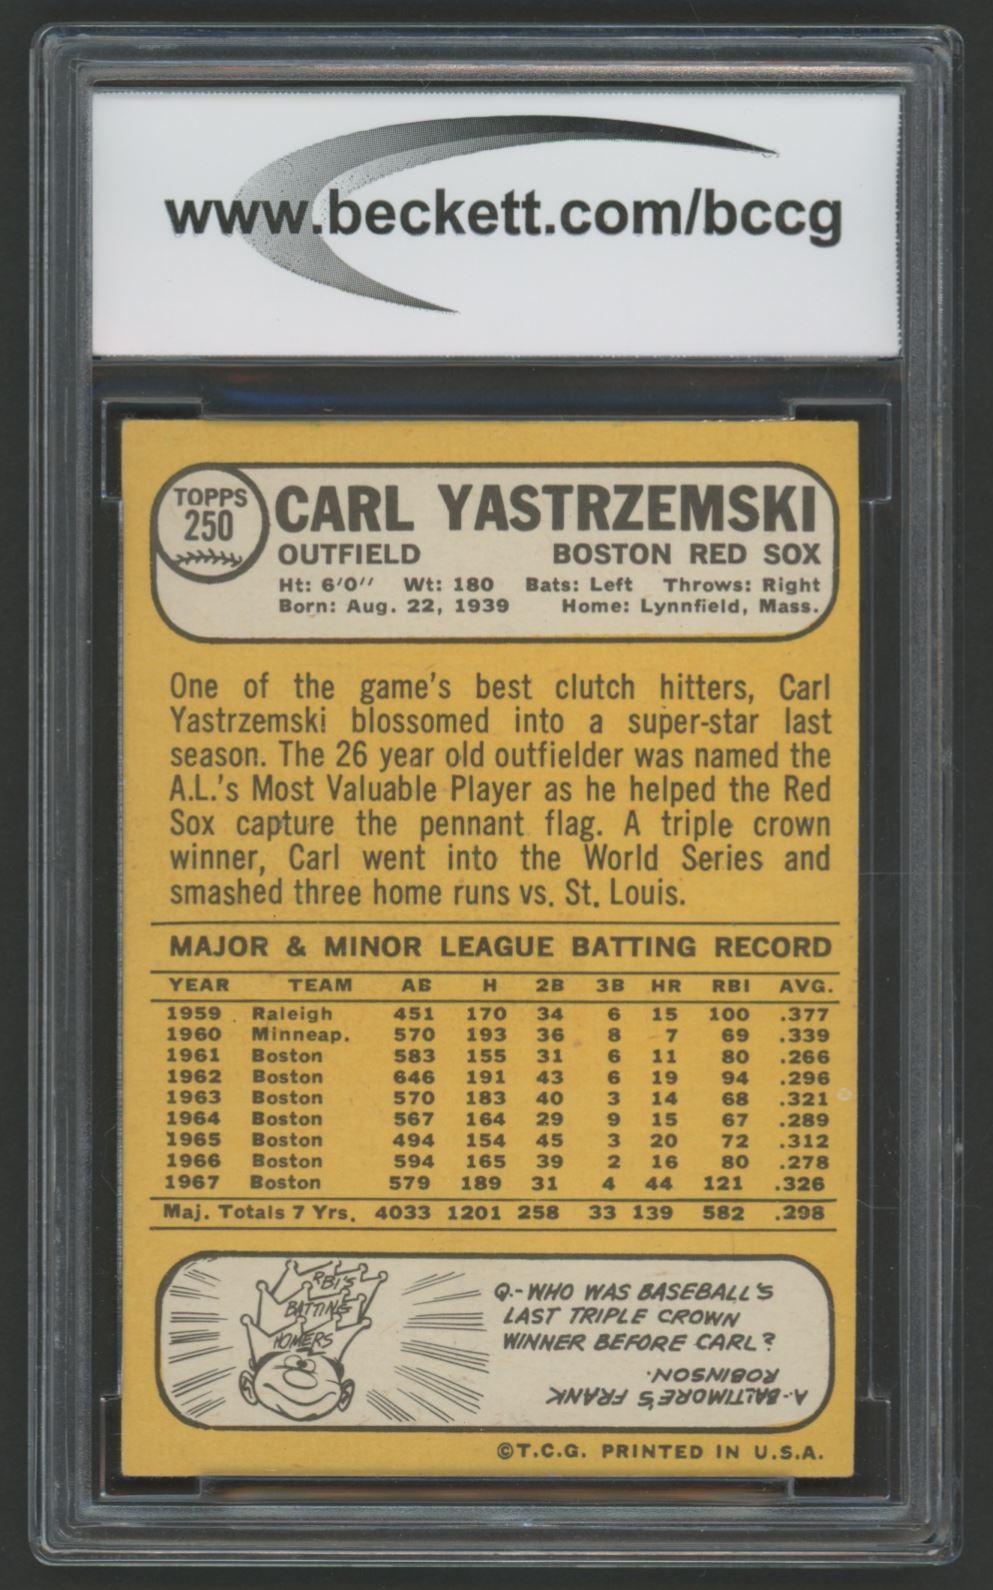 www.beckett.com/bccg
TOPPS
250
CARL YASTRZEMSKI
OUTFIELD BOSTON RED SOX
Ht: 6'0'' Wt: 180 Bats: Left Throws: Right
Born: Aug. 22, 1939 Home: Lynnfield, Mass.
One of the game's best clutch hitters, Carl
Yastrzemski blossomed into a super-star last
season. The 26 year old outfielder was named the
A.L.'s Most Valuable Player as he helped the Red
Sox capture the pennant flag. A triple crown
winner, Carl went into the World Series and
smashed three home runs vs. St. Louis.
MAJOR & MINOR LEAGUE BATTING RECORD
YEAR TEAM AB H 2B 3B HR RBI AVG.
1959 Raleigh 451 170 34 6 15 100 .377
1960 Minneap. 570 193 36 8 7 69 .339
1961 Boston 583 155 31 6 11 80 .266
1962 Boston 646 191 43 6 19 94 .296
1963 Boston 570 183 40 3 14 68 .321
1964 Boston 567 164 29 9 15 67 .289
1965 Boston 494 154 45 3 20 72 .312
1966 Boston 594 165 39 2 16 80 .278
1967 Boston 579 189 31 4 44 121 .326
Maj. Totals 7 Yrs. 4033 1201 258 33 139 582 .298
RBI'S
BATTING
HOMERS
Q.-WHO WAS BASEBALL'S
LAST TRIPLE CROWN
WINNER BEFORE CARL?
A-BALTIMORE'S FRANK
ROBINSON.
©T.C.G. PRINTED IN U.S.A.